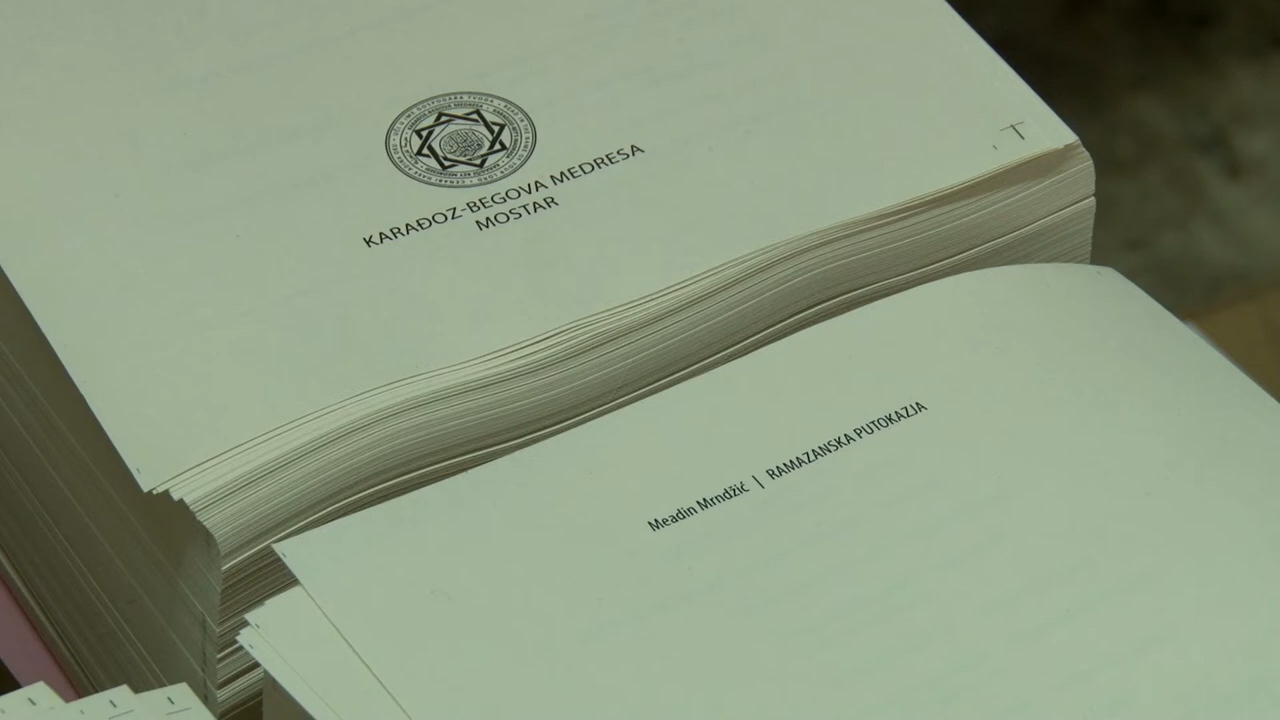 KARAĐOZ-BEGOVA MEDRESA
MOSTAR
Meadin Mrndžić | RAMAZANSKA PUTOKAZJA